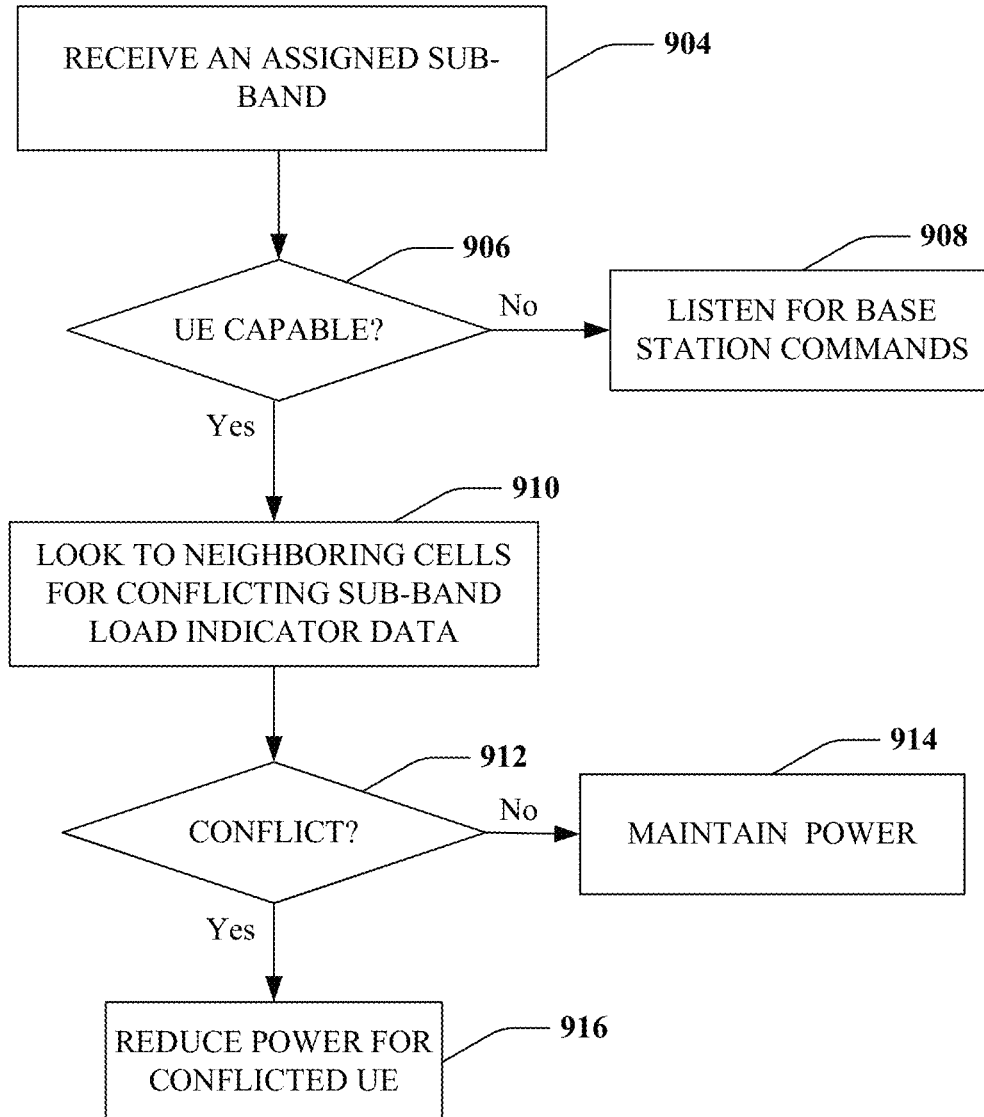 RECEIVE AN ASSIGNED SUB-
BAND
904
906
UE CAPABLE?
No
908
LISTEN FOR BASE
STATION COMMANDS
Yes
910
LOOK TO NEIGHBORING CELLS
FOR CONFLICTING SUB-BAND
LOAD INDICATOR DATA
912
CONFLICT?
No
914
MAINTAIN POWER
Yes
REDUCE POWER FOR
CONFLICTED UE
916